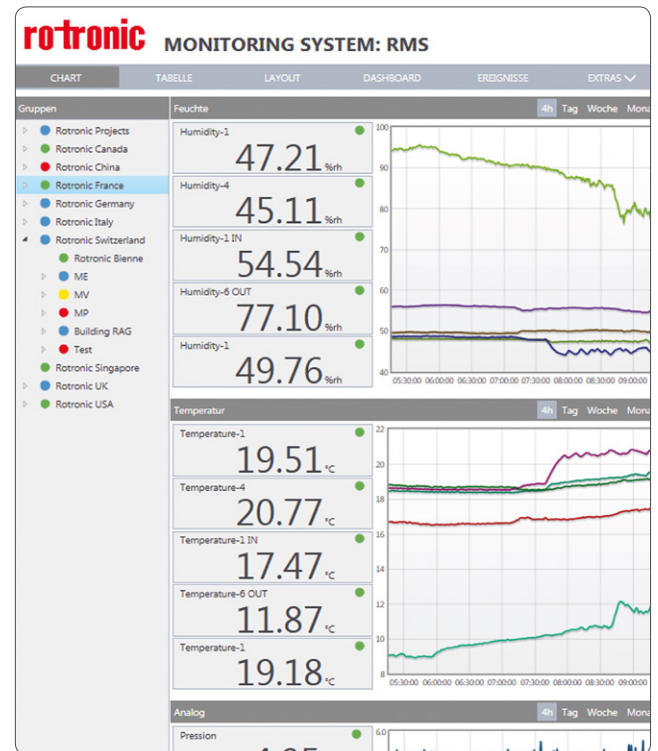 rotronic MONITORING SYSTEM: RMS
CHART TABELLE LAYOUT DASHBOARD EREIGNISSE EXTRAS
Gruppen
Rotronic Projects
Rotronic Canada
Rotronic China
Rotronic France
Rotronic Germany
Rotronic Italy
Rotronic Switzerland
Rotronic Bienne
ME
MV
MP
Building RAG
Test
Rotronic Singapore
Rotronic UK
Rotronic USA
Feuchte 4h Tag Woche
Humidity-1
47.21 %rh
Humidity-4
45.11 %rh
Humidity-1 IN
54.54 %rh
Humidity-6 OUT
77.10 %rh
Humidity-1
49.76 %rh
100
90
80
70
60
50
40
05:30:00 06:00:00 06:30:00 07:00:00 07:30:00 08:00:00 08:30:00 09:00:00
Temperatur 4h Tag Woche
Temperature-1
19.51 °C
Temperature-4
20.77 °C
Temperature-1 IN
17.47 °C
Temperature-6 OUT
11.87 °C
Temperature-1
19.18 °C
22
20
18
16
14
12
10
8
05:30:00 06:00:00 06:30:00 07:00:00 07:30:00 08:00:00 08:30:00 09:00:00
Analog 4h Tag Woche
Pression
6.0